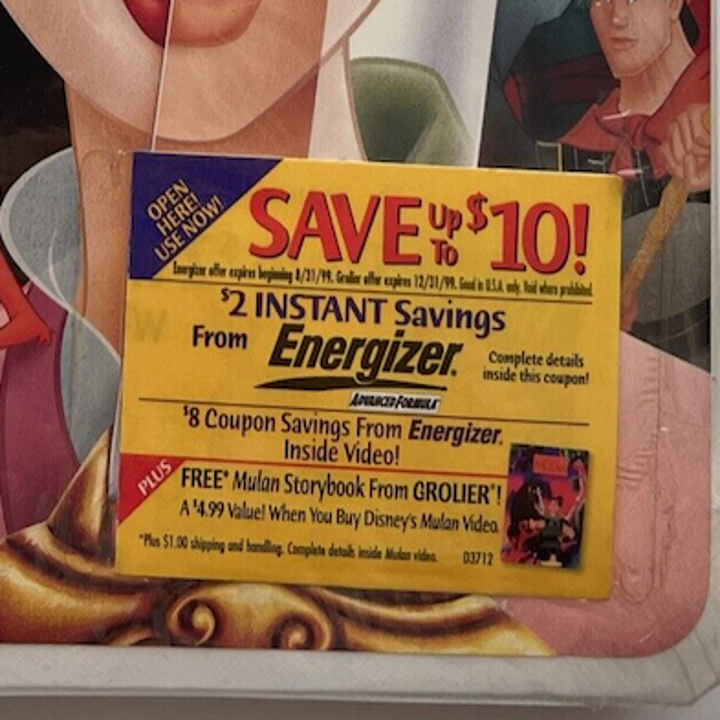 OPEN
HERE!
USE NOW!
SAVE Up To $10!
Energizer offer expires beginning 8/31/99. Grolier offer expires 12/31/99. Good in U.S.A. only. Void where prohibited.
$2 INSTANT Savings
From Energizer.
ADVANCED FORMULA
Complete details
inside this coupon!
$8 Coupon Savings From Energizer.
Inside Video!
PLUS
FREE* Mulan Storybook From GROLIER*!
A $4.99 Value! When You Buy Disney's Mulan Video.
*Plus $1.00 shipping and handling. Complete details inside Mulan video.
D3712
MULAN